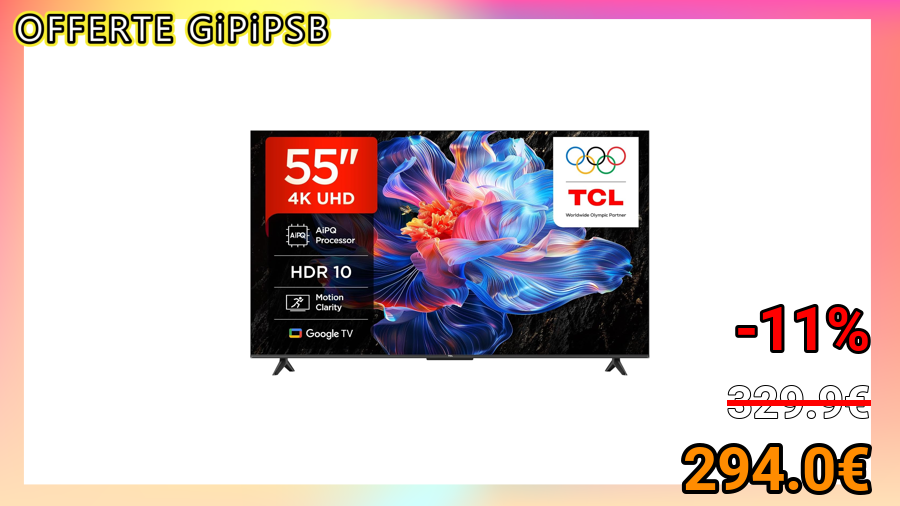 OFFERTE GiPiPSB
55"
4K UHD
AiPQ
AiPQ
Processor
HDR 10
Motion
Clarity
Google TV
TCL
Worldwide Olympic Partner
-11%
329.9€
294.0€